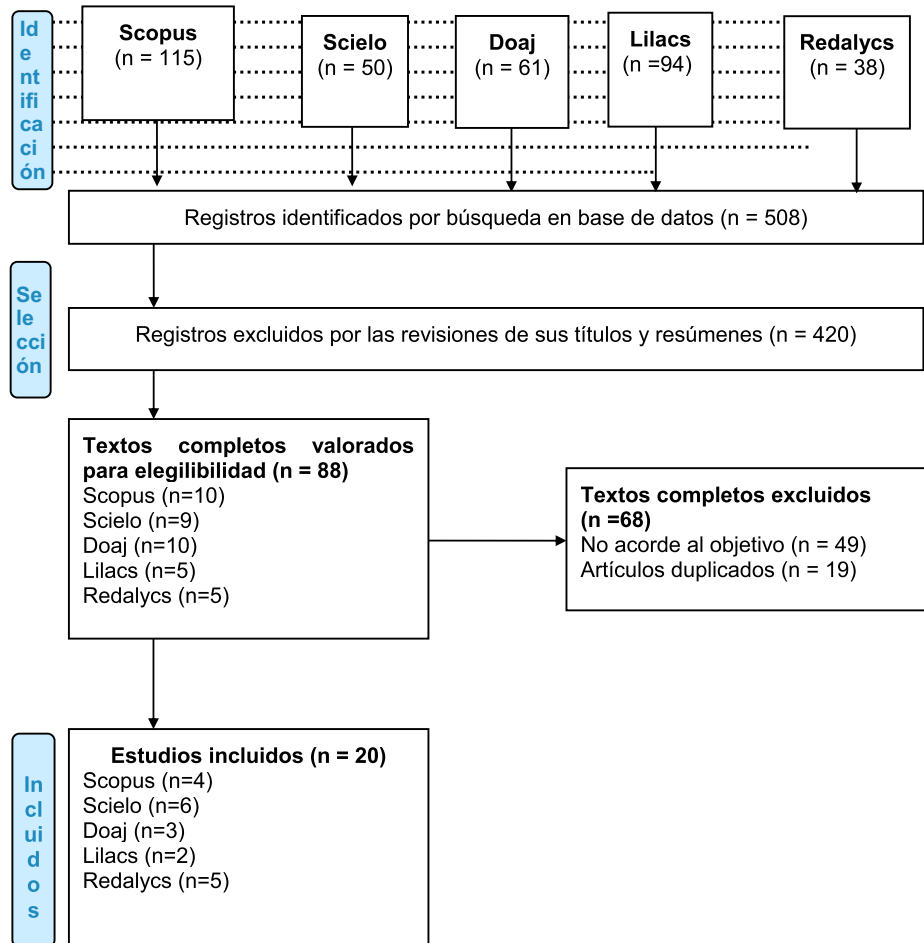 Id
e
nt
ifi
ca
ci
ón
Scopus
(n = 115)
Scielo
(n = 50)
Doaj
(n = 61)
Lilacs
(n =94)
Redalycs
(n = 38)
Registros identificados por búsqueda en base de datos (n = 508)
Se
le
cci
ón
Registros excluidos por las revisiones de sus títulos y resúmenes (n = 420)
Textos completos valorados
para elegilibilidad (n = 88)
Scopus (n=10)
Scielo (n=9)
Doaj (n=10)
Lilacs (n=5)
Redalycs (n=5)
Textos completos excluidos
(n =68)
No acorde al objetivo (n = 49)
Artículos duplicados (n = 19)
In
cl
ui
d
o
s
Estudios incluidos (n = 20)
Scopus (n=4)
Scielo (n=6)
Doaj (n=3)
Lilacs (n=2)
Redalycs (n=5)